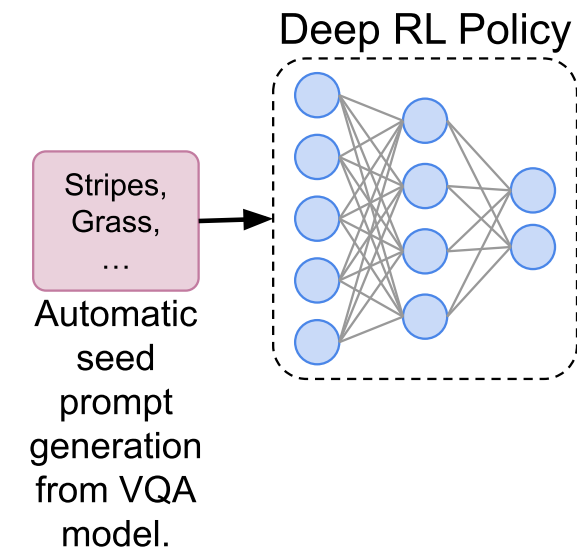 Deep RL Policy
Stripes,
Grass,
…
Automatic
seed
prompt
generation
from VQA
model.